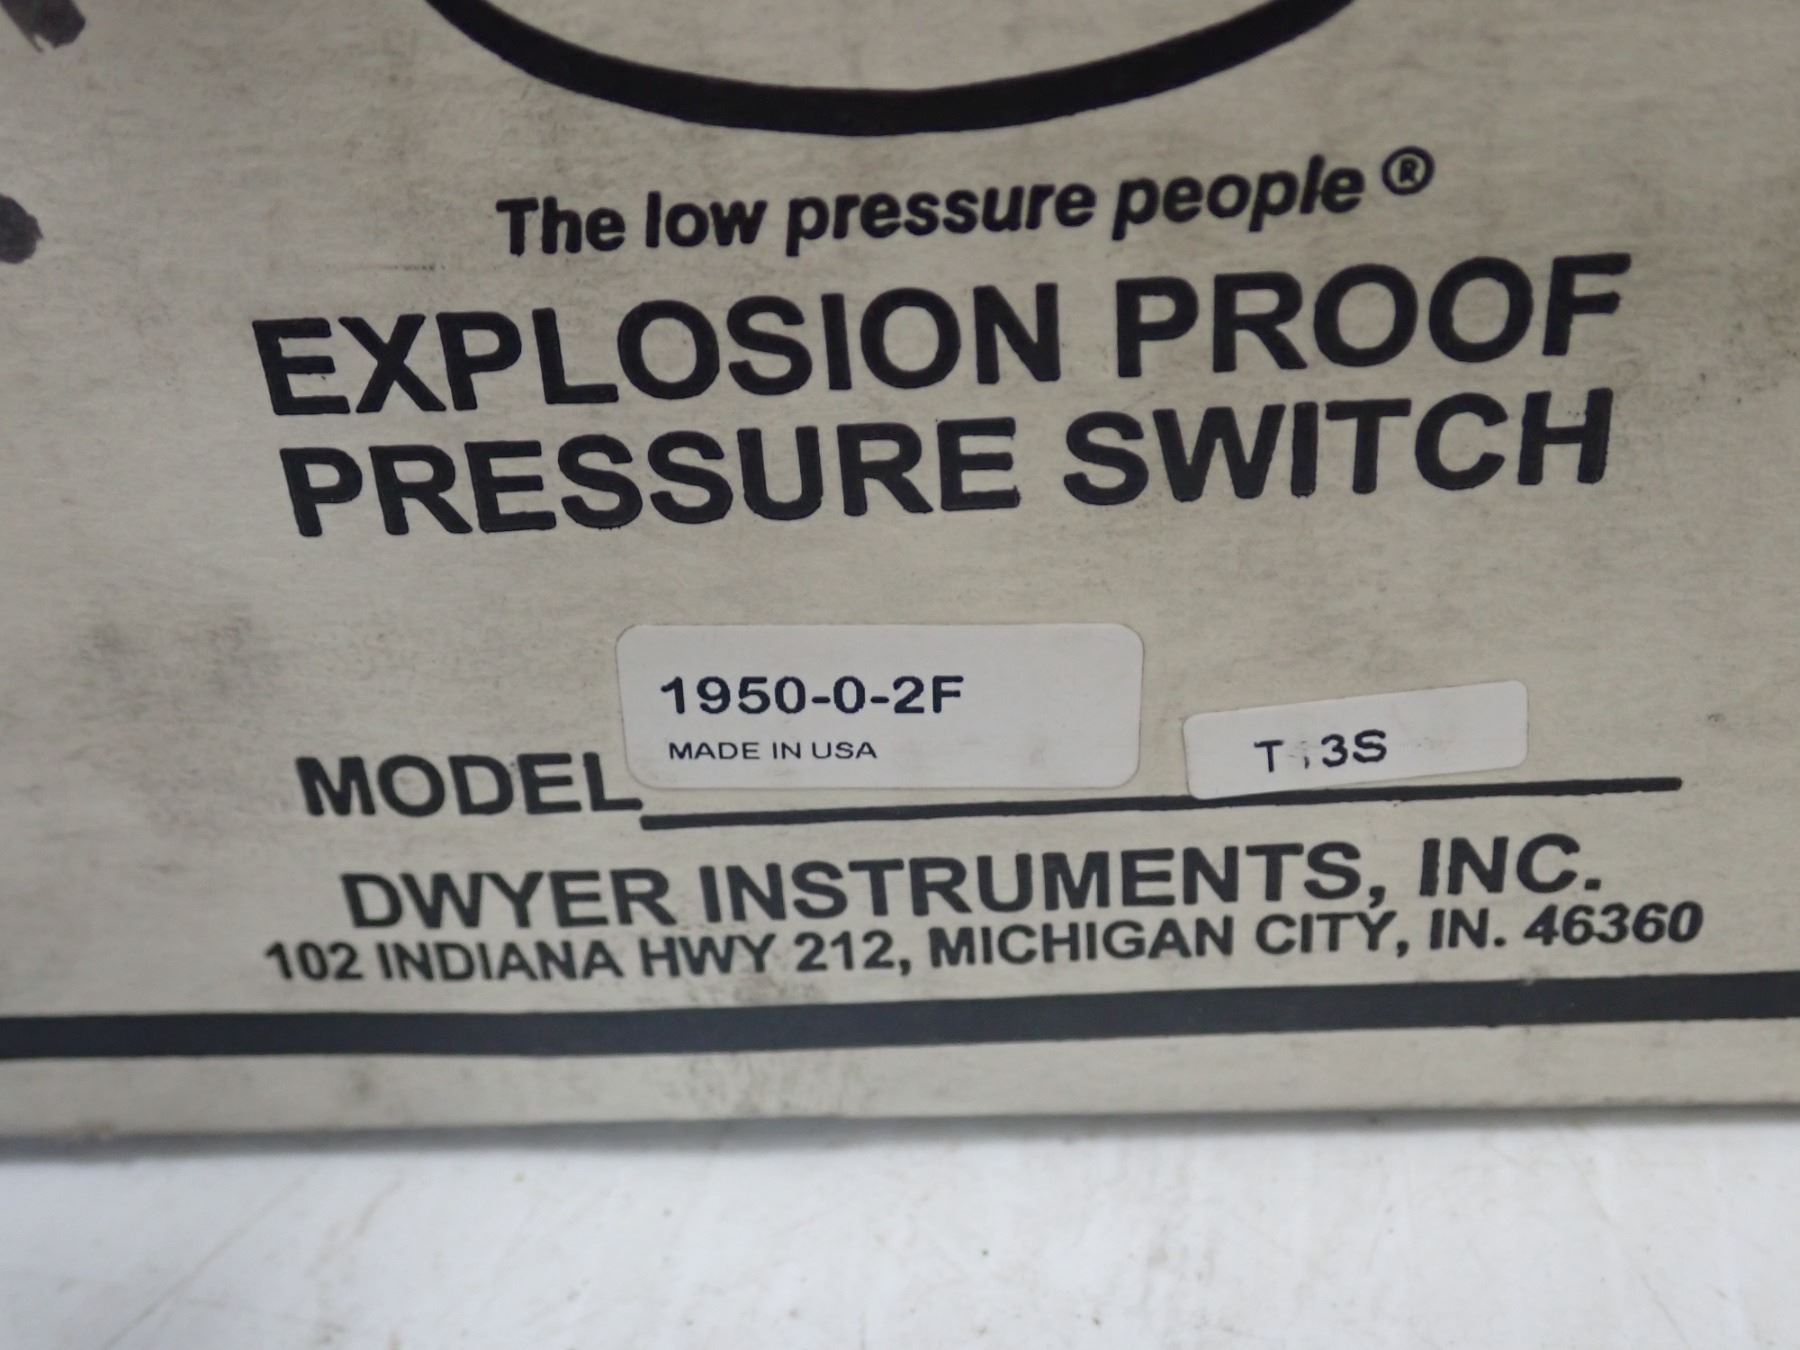 The low pressure people ®
EXPLOSION PROOF
PRESSURE SWITCH
1950-0-2F
MADE IN USA
3S
MODEL
DWYER INSTRUMENTS, INC.
102 INDIANA HWY 212, MICHIGAN CITY, IN. 46360